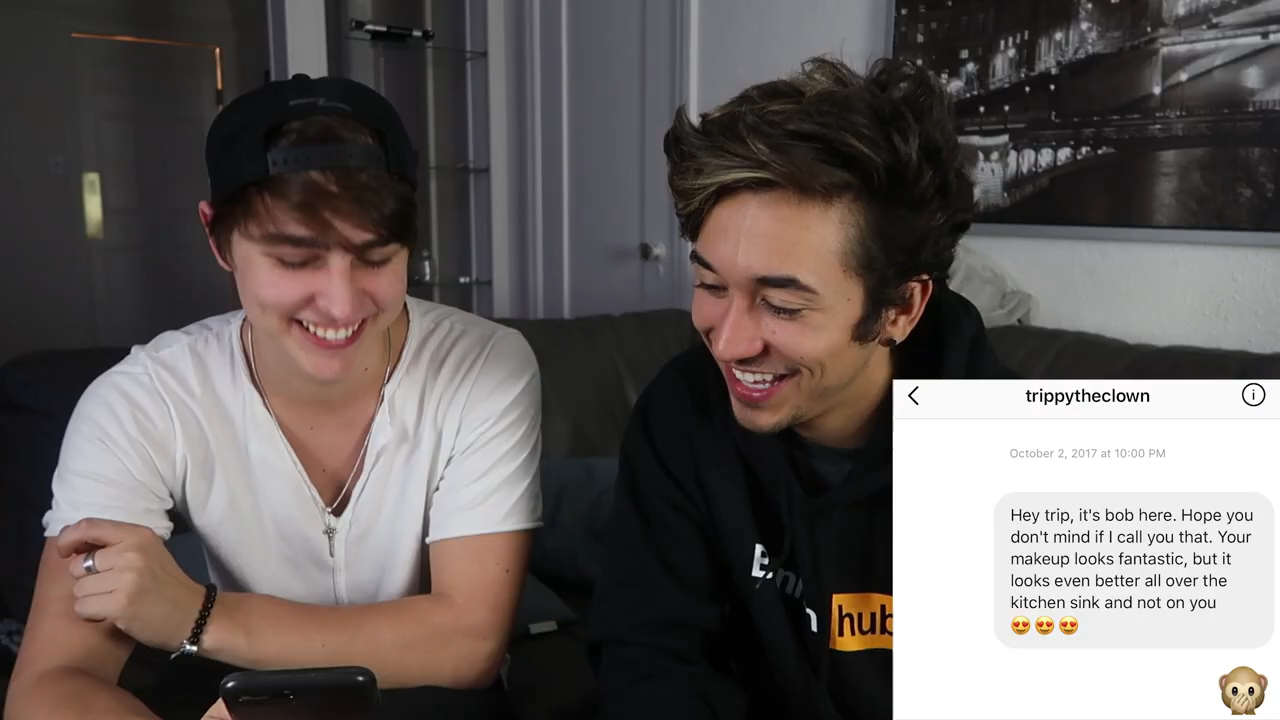 trippytheclown
October 2, 2017 at 10:00 PM
Hey trip, it's bob here. Hope you
don't mind if I call you that. Your
makeup looks fantastic, but it
looks even better all over the
kitchen sink and not on you
😍 😍 😍
hub